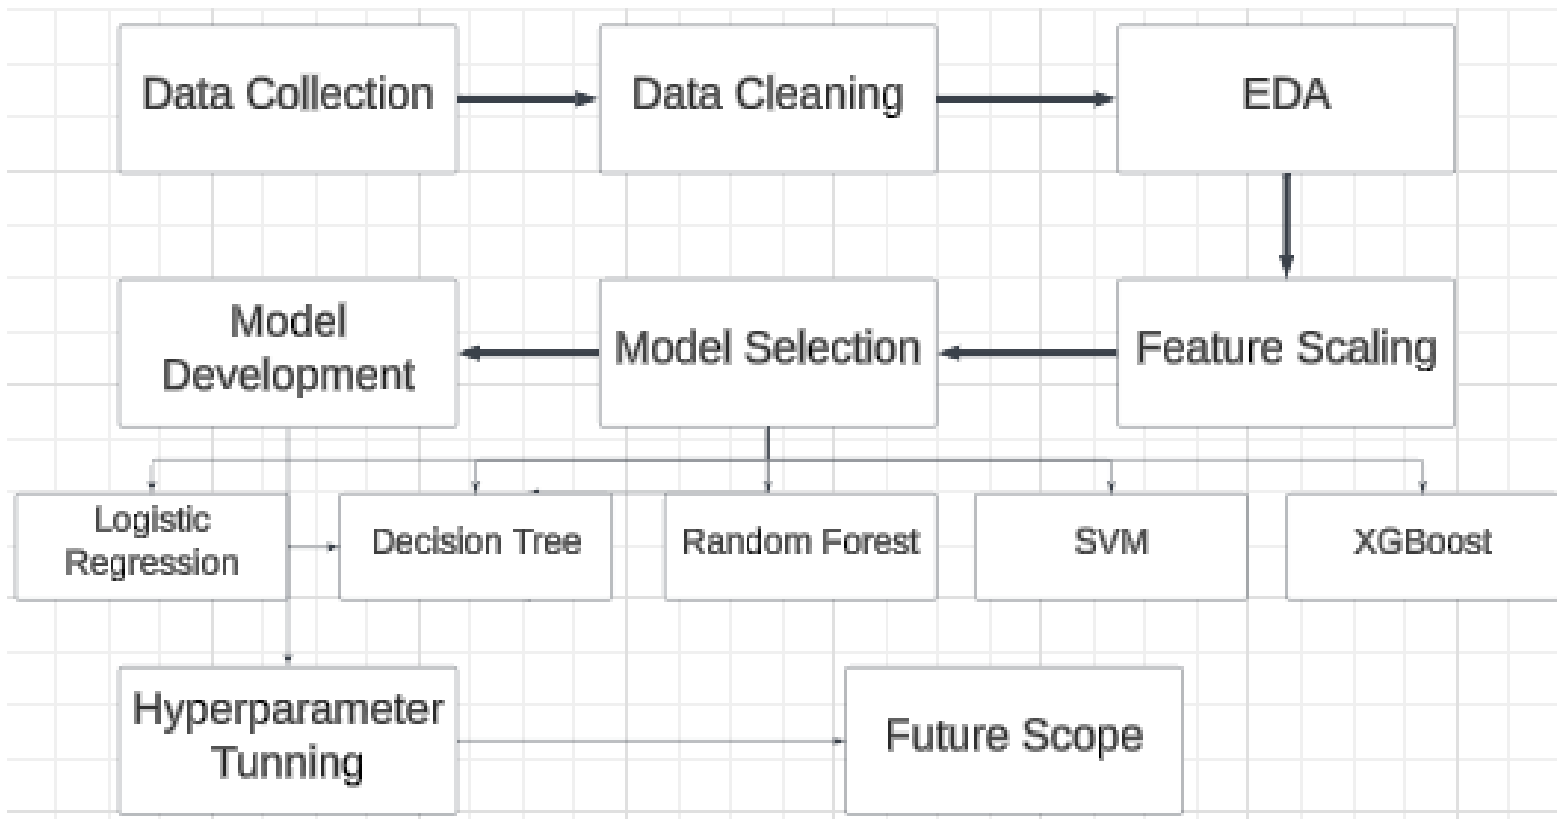 Data Collection
Data Cleaning
EDA
Model
Development
Model Selection
Feature Scaling
Logistic
Regression
Decision Tree
Random Forest
SVM
XGBoost
Hyperparameter
Tunning
Future Scope